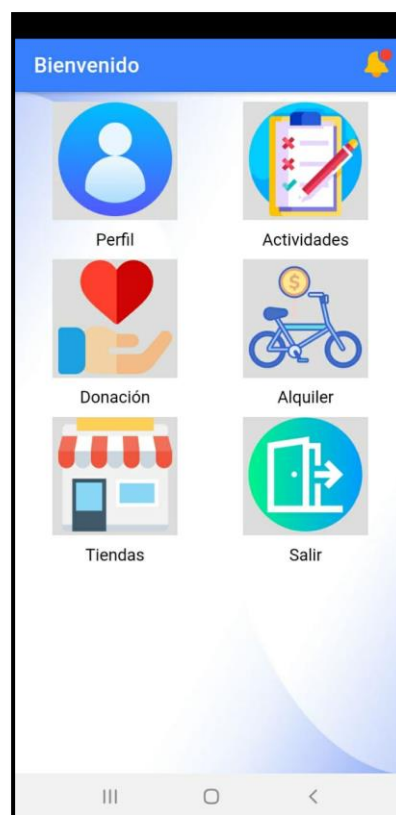 Bienvenido
Perfil
Actividades
$
Donación
Alquiler
Tiendas
Salir